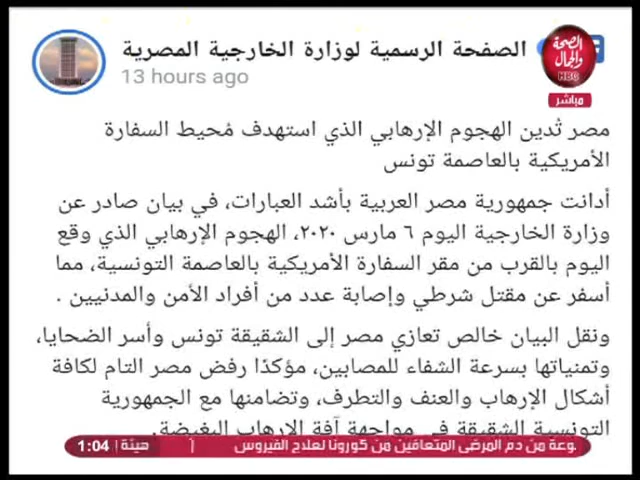 الصفحة الرسمية لوزارة الخارجية المصرية
13 hours ago
الصحة
والجمال
HBC
مباشر
مصر تُدين الهجوم الإرهابي الذي استهدف مُحيط السفارة
الأمريكية بالعاصمة تونس
أدانت جمهورية مصر العربية بأشد العبارات، في بيان صادر عن
وزارة الخارجية اليوم ٦ مارس ٢٠٢٠، الهجوم الإرهابي الذي وقع
اليوم بالقرب من مقر السفارة الأمريكية بالعاصمة التونسية، مما
أسفر عن مقتل شرطي وإصابة عدد من أفراد الأمن والمدنيين .
ونقل البيان خالص تعازي مصر إلى الشقيقة تونس وأسر الضحايا،
وتمنياتها بسرعة الشفاء للمصابين، مؤكدًا رفض مصر التام لكافة
أشكال الإرهاب والعنف والتطرف، وتضامنها مع الجمهورية
التونسية الشقيقة في مواجهة آفة الإرهاب البغيضة.
وعة من دم المرضى المتعافين من كورونا لعلاج الفيروس
هيئة
1:04